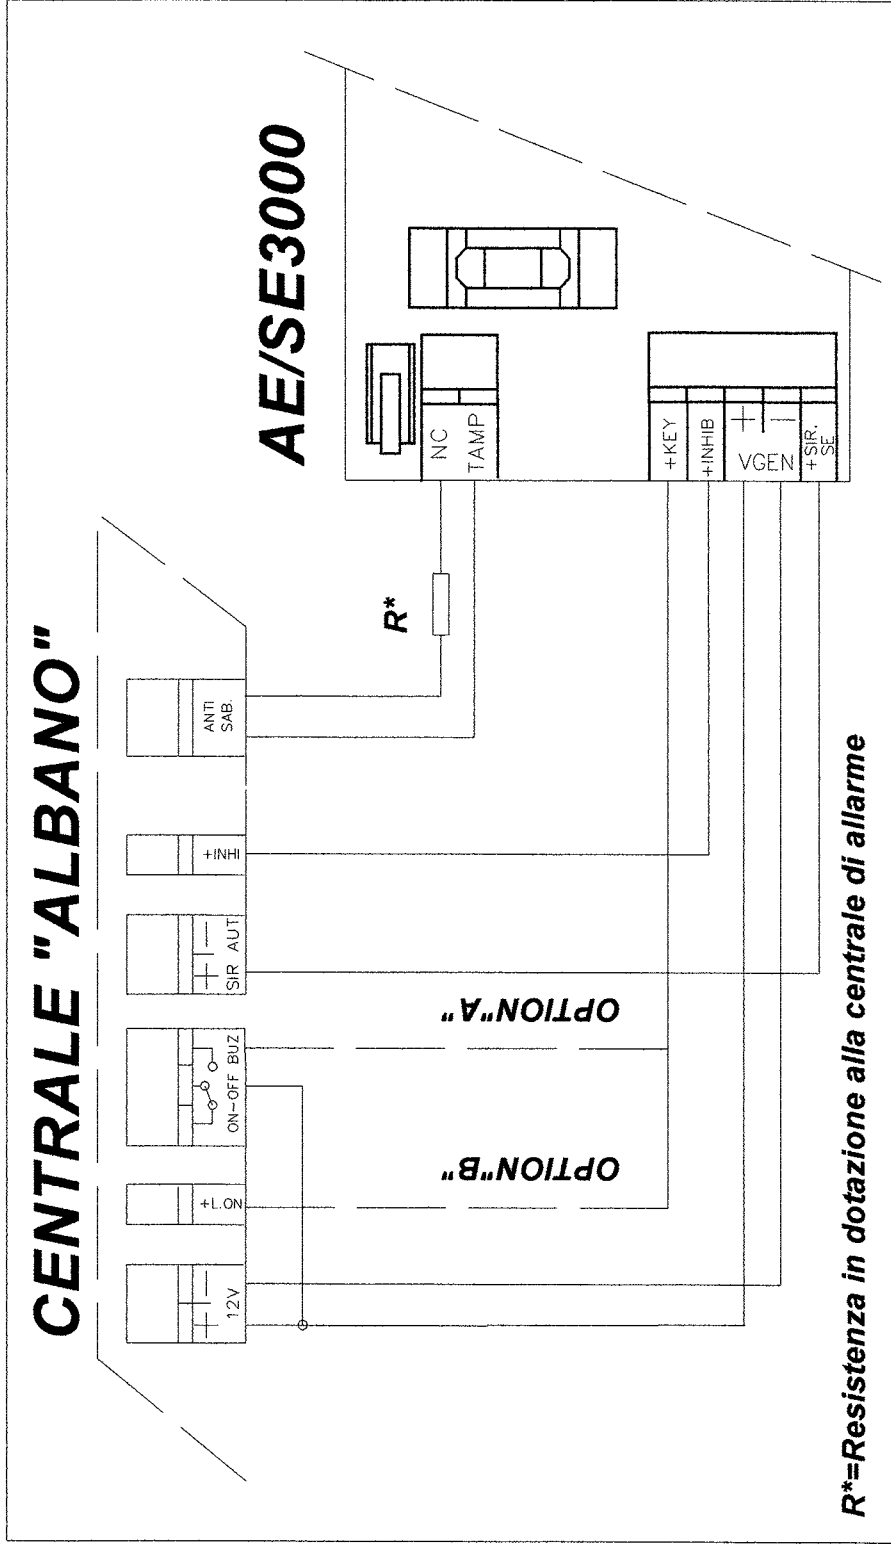 CENTRALE "ALBANO"
12V
+L.ON
ON-OFF BUZ
SIR AUT
+INHI
ANTI
SAB.
AE/SE3000
NC
TAMP
+KEY
+INHIB
VGEN
+ -
+SIR.
SE
R*
OPTION"A"
OPTION"B"
R*=Resistenza in dotazione alla centrale di allarme